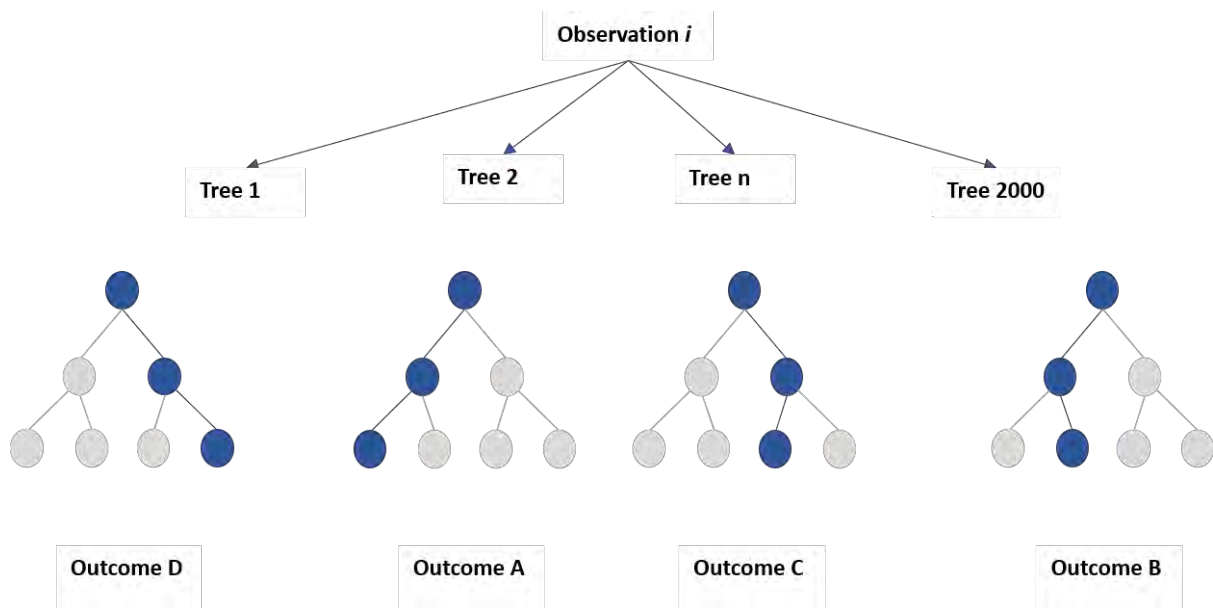 Observation i
Tree 1
Tree 2
Tree n
Tree 2000
Outcome D
Outcome A
Outcome C
Outcome B